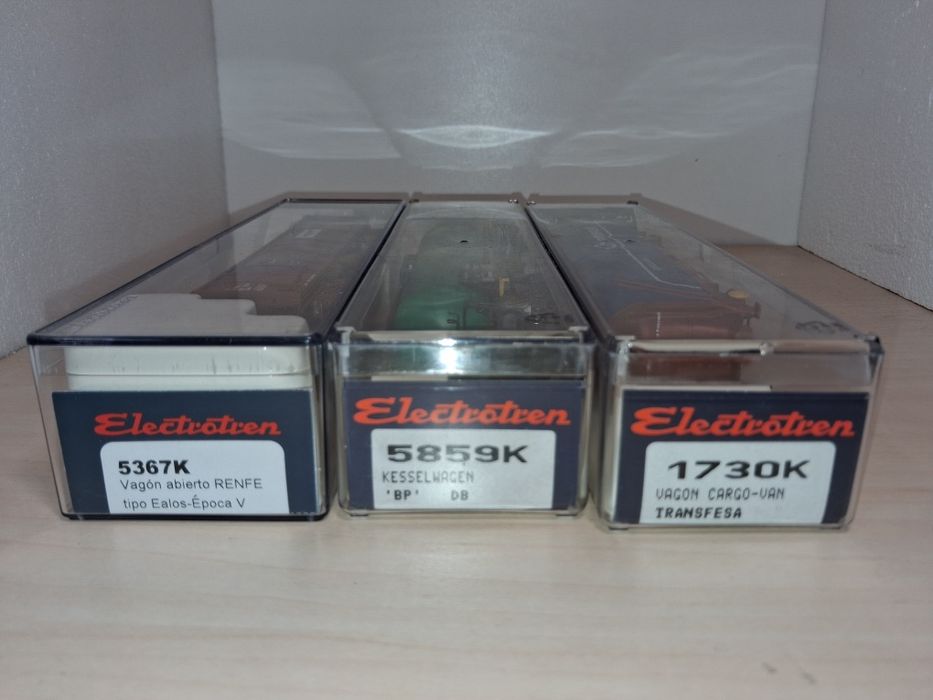 Electrotren
5367K
Vagón abierto RENFE
tipo Ealos-Época V
Electrotren
5859K
KESSELWAGEN
'BP' DB
Electrotren
1730K
VAGON CARGO-VAN
TRANSFESA